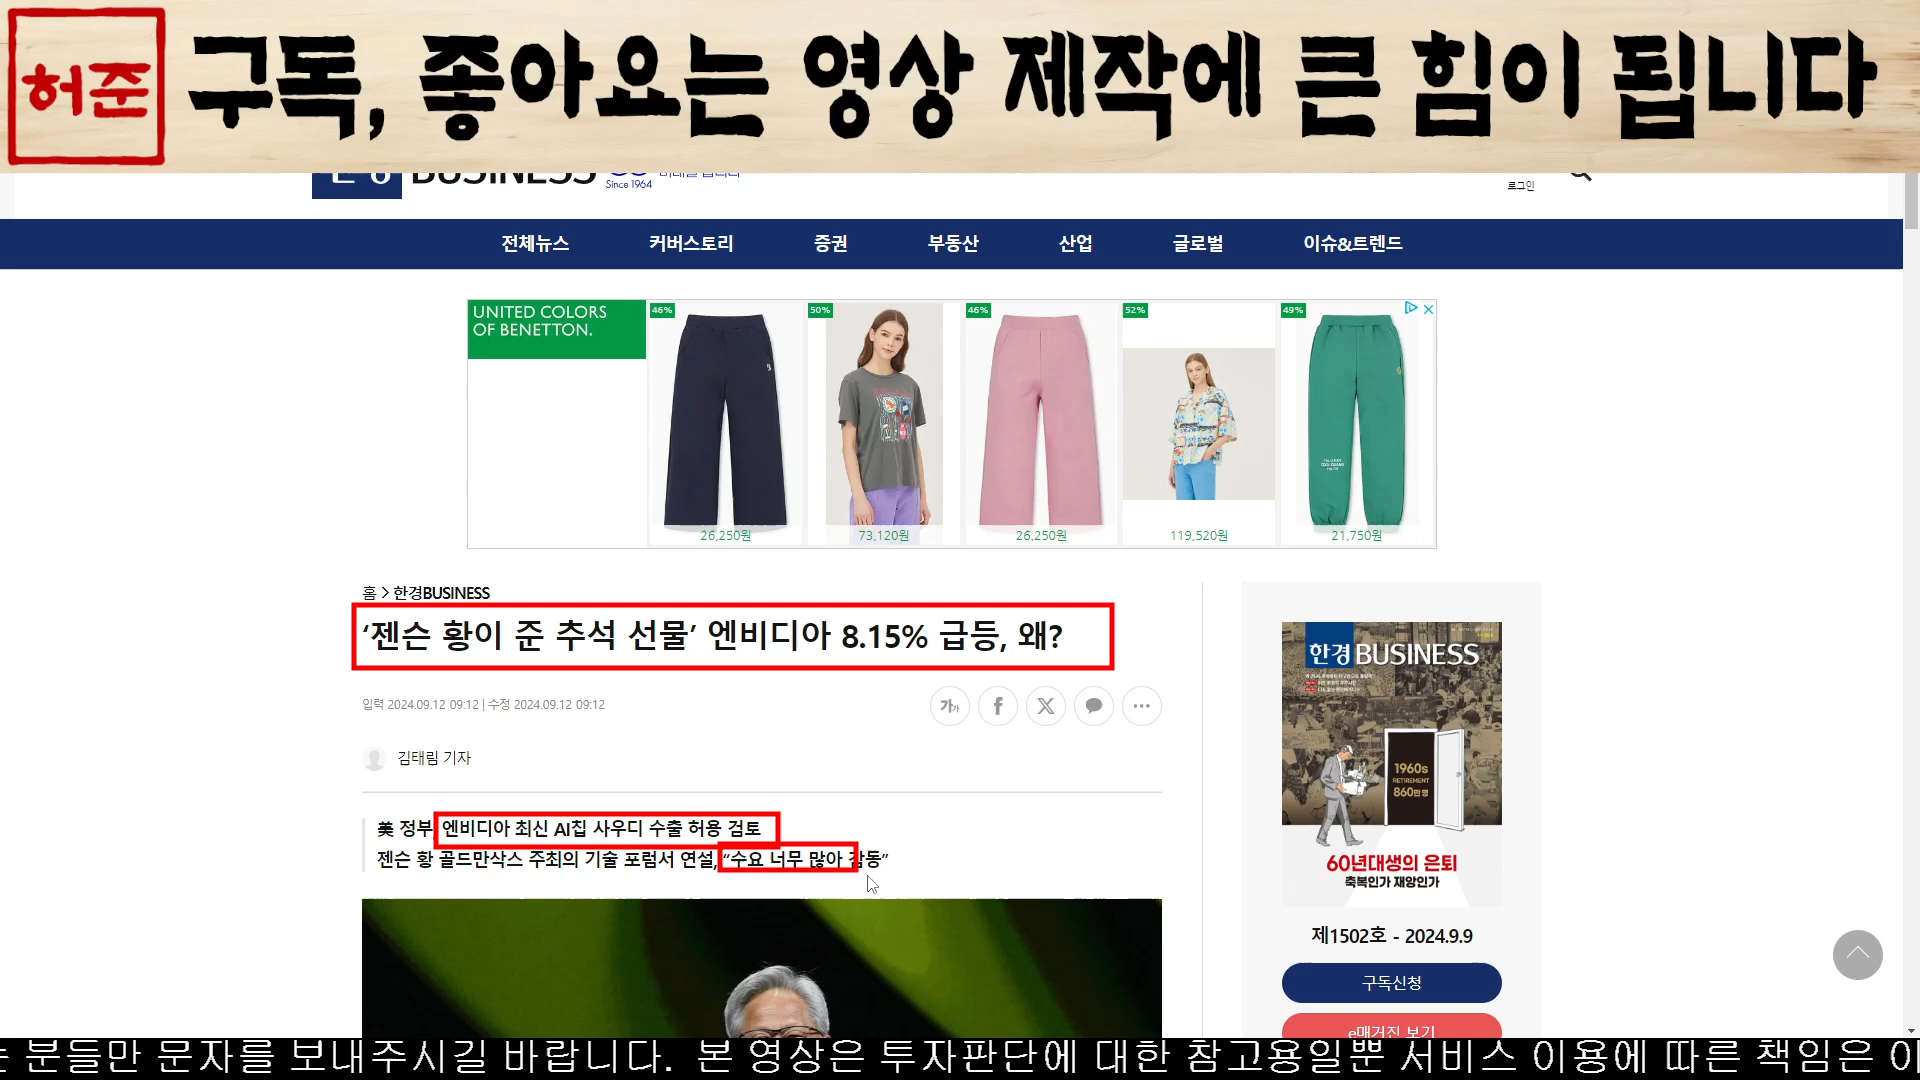 허준
구독, 좋아요는 영상 제작에 큰 힘이 됩니다
BUSINESS
Since 1964
로그인
전체뉴스
커버스토리
증권
부동산
산업
글로벌
이슈&트렌드
UNITED COLORS
OF BENETTON.
46%
50%
46%
52%
49%
26,250원
73,120원
26,250원
119,520원
21,750원
홈 > 한경BUSINESS
‘젠슨 황이 준 추석 선물’ 엔비디아 8.15% 급등, 왜?
입력 2024.09.12 09:12 | 수정 2024.09.12 09:12
가가
김태림 기자
美 정부, 엔비디아 최신 AI칩 사우디 수출 허용 검토
젠슨 황 골드만삭스 주최의 기술 포럼서 연설, “수요 너무 많아 감동”
한경BUSINESS
1960s
RETIREMENT
860만명
60년대생의 은퇴
축복인가 재앙인가
제1502호 - 2024.9.9
구독신청
e매거진 보기
는 분들만 문자를 보내주시길 바랍니다. 본 영상은 투자판단에 대한 참고용일뿐 서비스 이용에 따른 책임은 이